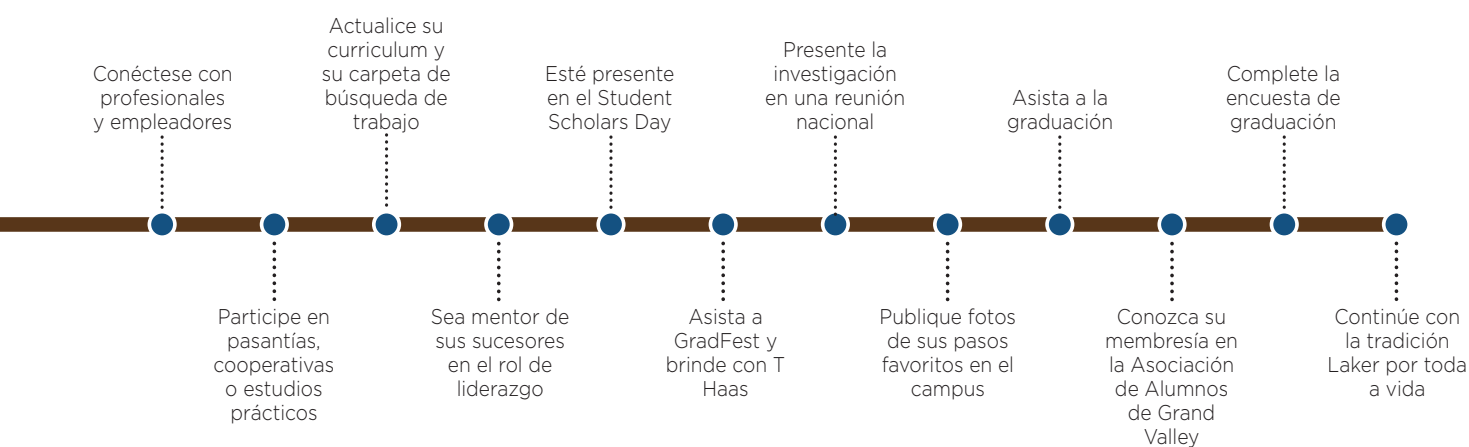 Conéctese con
profesionales
y empleadores
Participe en
pasantías,
cooperativas
o estudios
prácticos
Actualice su
curriculum y
su carpeta de
búsqueda de
trabajo
Sea mentor de
sus sucesores
en el rol de
liderazgo
Esté presente
en el Student
Scholars Day
Asista a
GradFest y
brinde con T
Haas
Presente la
investigación
en una reunión
nacional
Publique fotos
de sus pasos
favoritos en el
campus
Asista a la
graduación
Conozca su
membresía en
la Asociación
de Alumnos
de Grand
Valley
Complete la
encuesta de
graduación
Continúe con
la tradición
Laker por toda
a vida